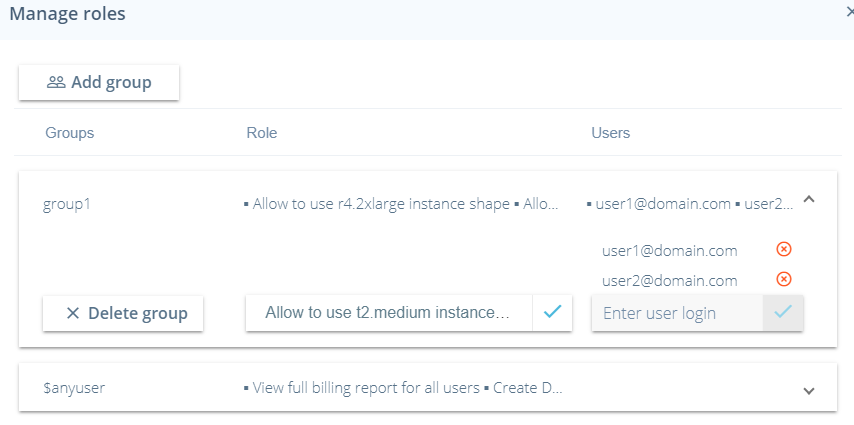 Manage roles
Add group
Groups Role Users
group1 ▪ Allow to use r4.2xlarge instance shape ▪ Allo... ▪ user1@domain.com ▪ user2...
user1@domain.com
user2@domain.com
Delete group Allow to use t2.medium instance... Enter user login
$anyuser ▪ View full billing report for all users ▪ Create D...